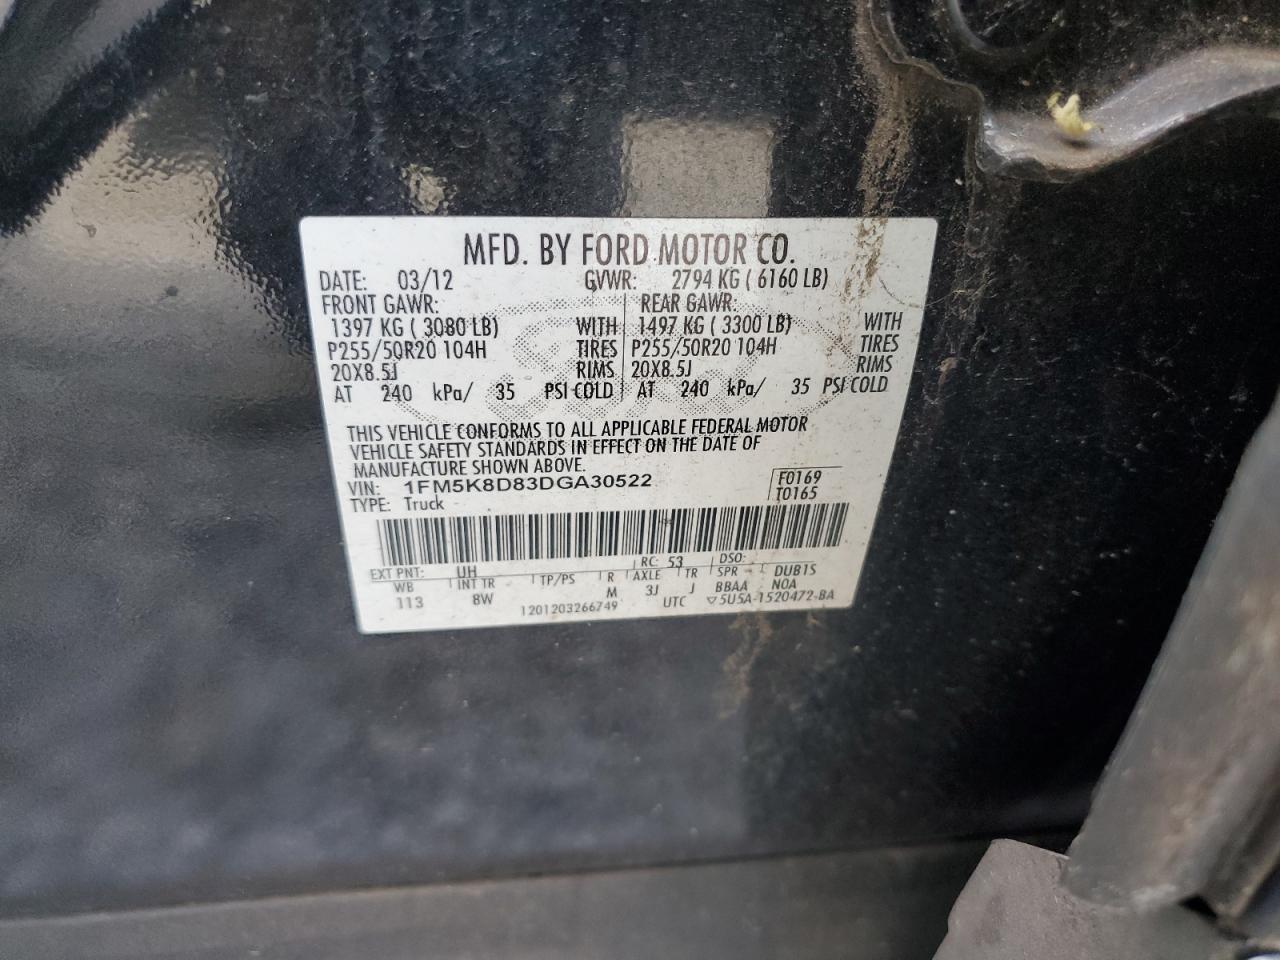 MFD. BY FORD MOTOR CO.
DATE: 03/12 GVWR: 2794 KG ( 6160 LB)
FRONT GAWR: REAR GAWR:
1397 KG ( 3080 LB) WITH 1497 KG ( 3300 LB) WITH
P255/50R20 104H TIRES P255/50R20 104H TIRES
20X8.5J RIMS 20X8.5J RIMS
AT 240 kPa/ 35 PSI COLD AT 240 kPa/ 35 PSI COLD
THIS VEHICLE CONFORMS TO ALL APPLICABLE FEDERAL MOTOR
VEHICLE SAFETY STANDARDS IN EFFECT ON THE DATE OF
MANUFACTURE SHOWN ABOVE.
VIN: 1FM5K8D83DGA30522 F0169
TYPE: Truck T0165
EXT PNT: UH RC: 53 DSO:
WB INT TR TP/PS R AXLE TR SPR DUB1S
113 8W M 3J J BBAA NOA
1201203266749 UTC ▽5U5A-1520472-BA